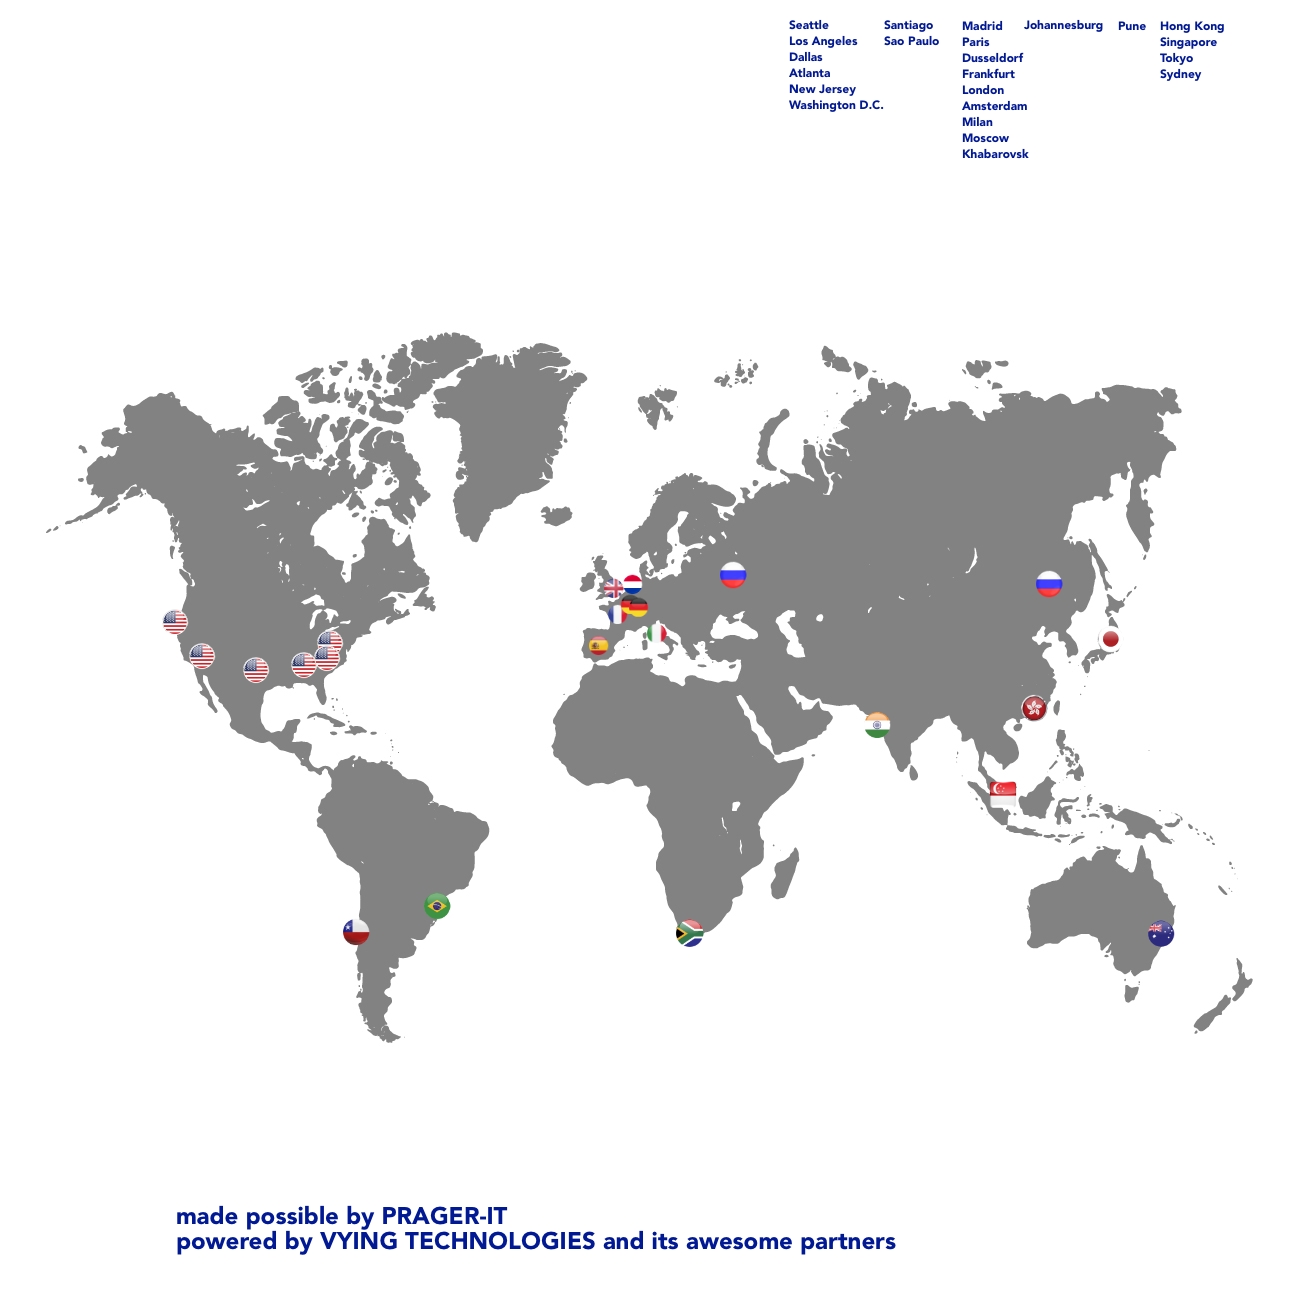 Seattle
Los Angeles
Dallas
Atlanta
New Jersey
Washington D.C.
Santiago
Sao Paulo
Madrid
Paris
Dusseldorf
Frankfurt
London
Amsterdam
Milan
Moscow
Khabarovsk
Johannesburg
Pune
Hong Kong
Singapore
Tokyo
Sydney
made possible by PRAGER-IT
powered by VYING TECHNOLOGIES and its awesome partners